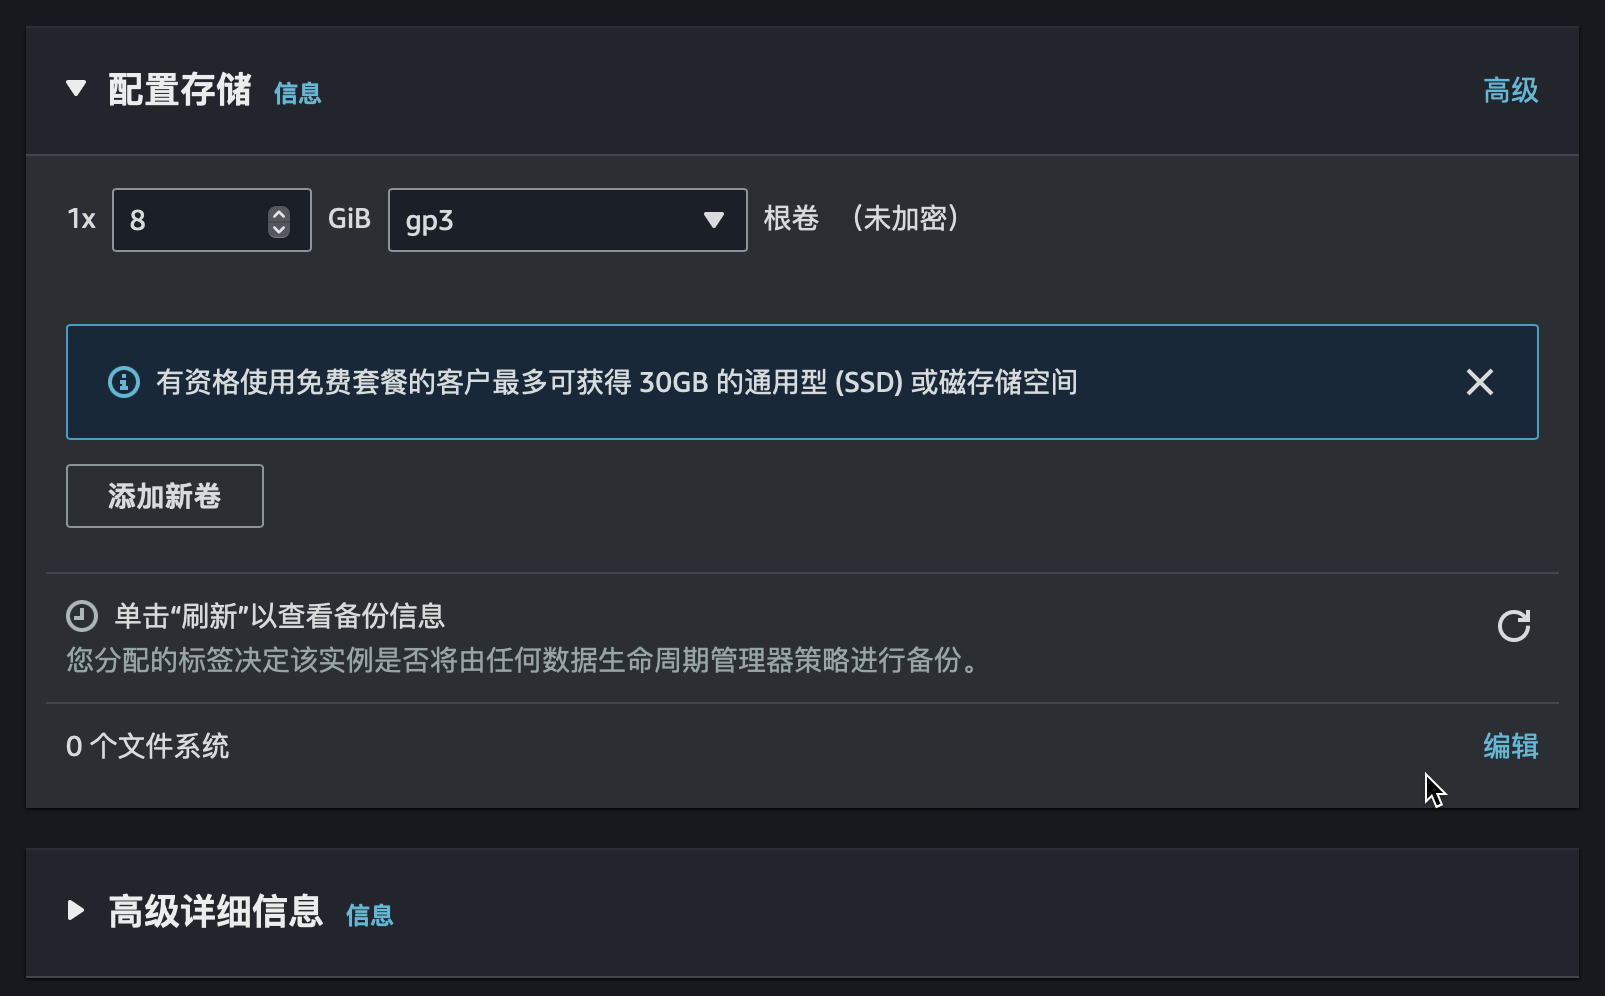 配置存储 信息 高级
1x 8 GiB gp3 根卷 （未加密）
有资格使用免费套餐的客户最多可获得 30GB 的通用型 (SSD) 或磁存储空间
添加新卷
单击“刷新”以查看备份信息
您分配的标签决定该实例是否将由任何数据生命周期管理器策略进行备份。
0 个文件系统 编辑
高级详细信息 信息